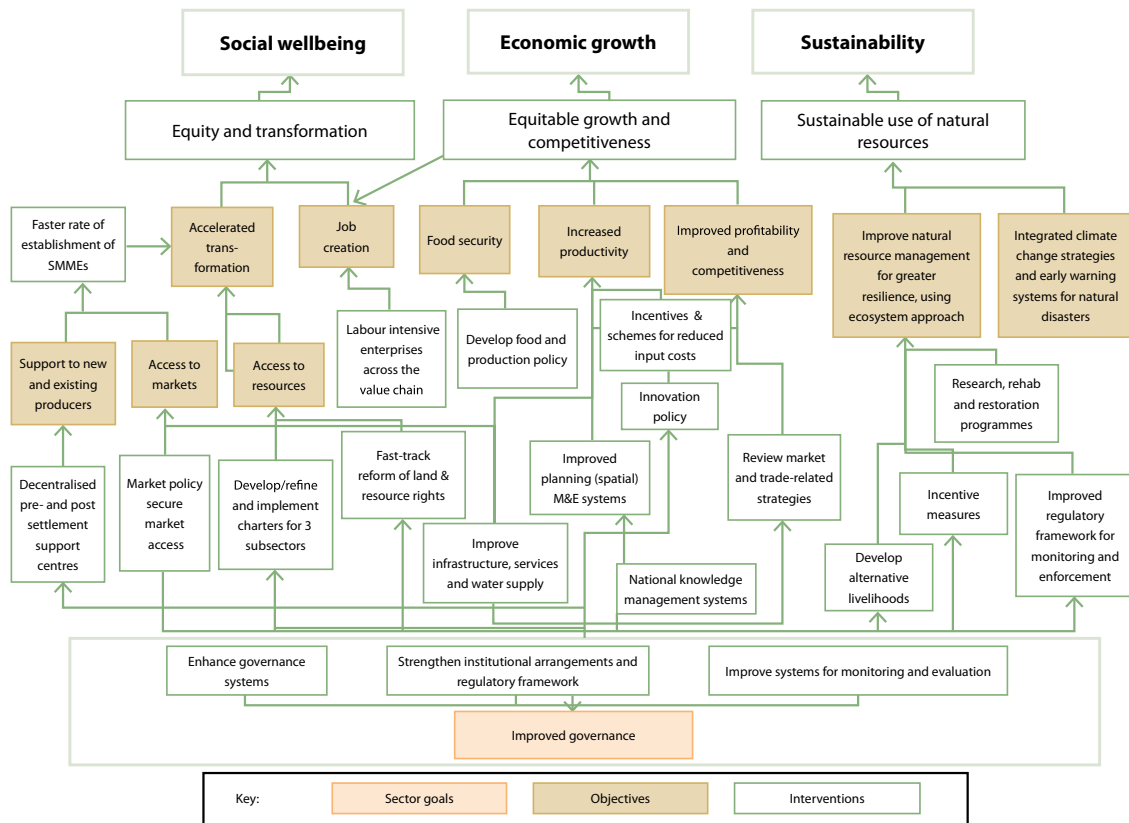 Social wellbeing
Economic growth
Sustainability
Equity and transformation
Equitable growth and
competitiveness
Sustainable use of natural
resources
Faster rate of
establishment of
SMMEs
Accelerated
trans-
formation
Job
creation
Food security
Increased
productivity
Improved profitability
and
competitiveness
Improve natural
resource management
for greater
resilience, using
ecosystem approach
Integrated climate
change strategies
and early warning
systems for natural
disasters
Support to new
and existing
producers
Access to
markets
Access to
resources
Labour intensive
enterprises
across the
value chain
Develop food and
production policy
Incentives &
schemes for reduced
input costs
Innovation
policy
Research, rehab
and restoration
programmes
Decentralised
pre- and post
settlement
support
centres
Market policy
secure
market
access
Develop/refine
and implement
charters for 3
subsectors
Fast-track
reform of land &
resource rights
Improve
infrastructure, services
and water supply
Improved
planning (spatial)
M&E systems
National knowledge
management systems
Review market
and trade-related
strategies
Develop
alternative
livelihoods
Incentive
measures
Improved
regulatory
framework for
monitoring and
enforcement
Enhance governance
systems
Strengthen institutional arrangements and
regulatory framework
Improve systems for monitoring and evaluation
Improved governance
Key:
Sector goals
Objectives
Interventions